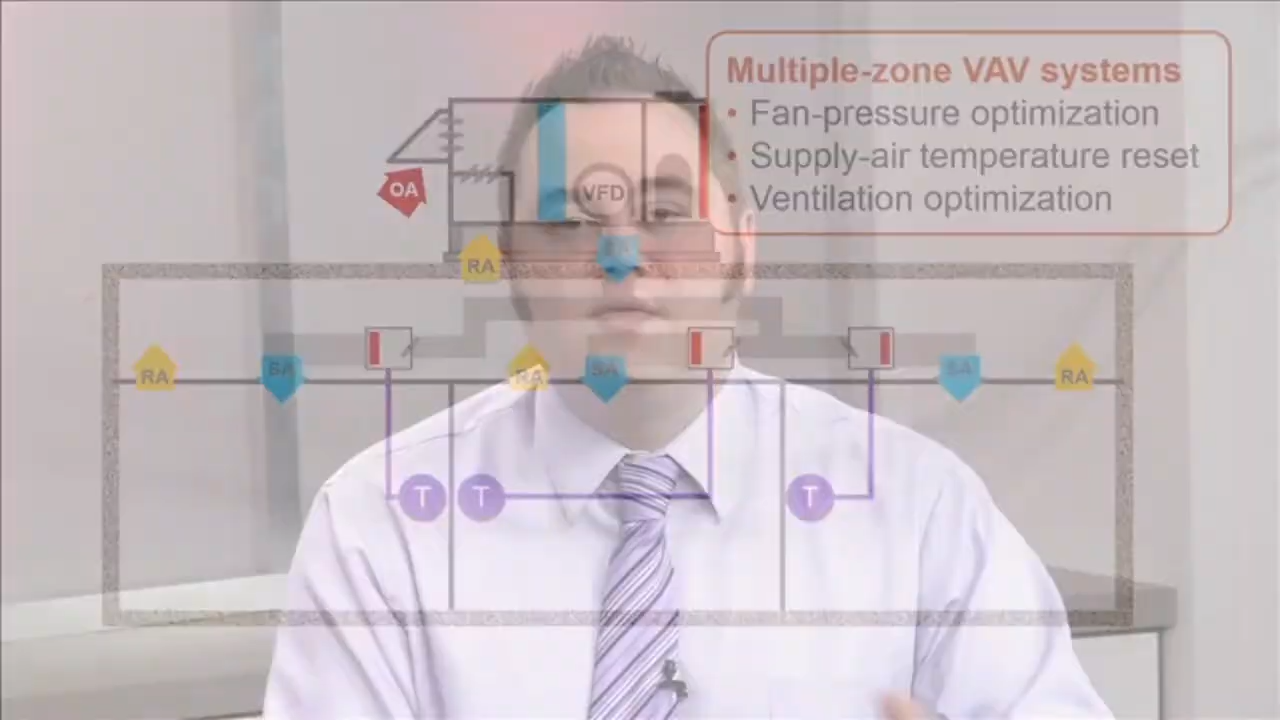 Multiple-zone VAV systems
• Fan-pressure optimization
• Supply-air temperature reset
• Ventilation optimization
OA
VFD
RA
SA
RA
SA
RA
SA
SA
RA
T
T
T